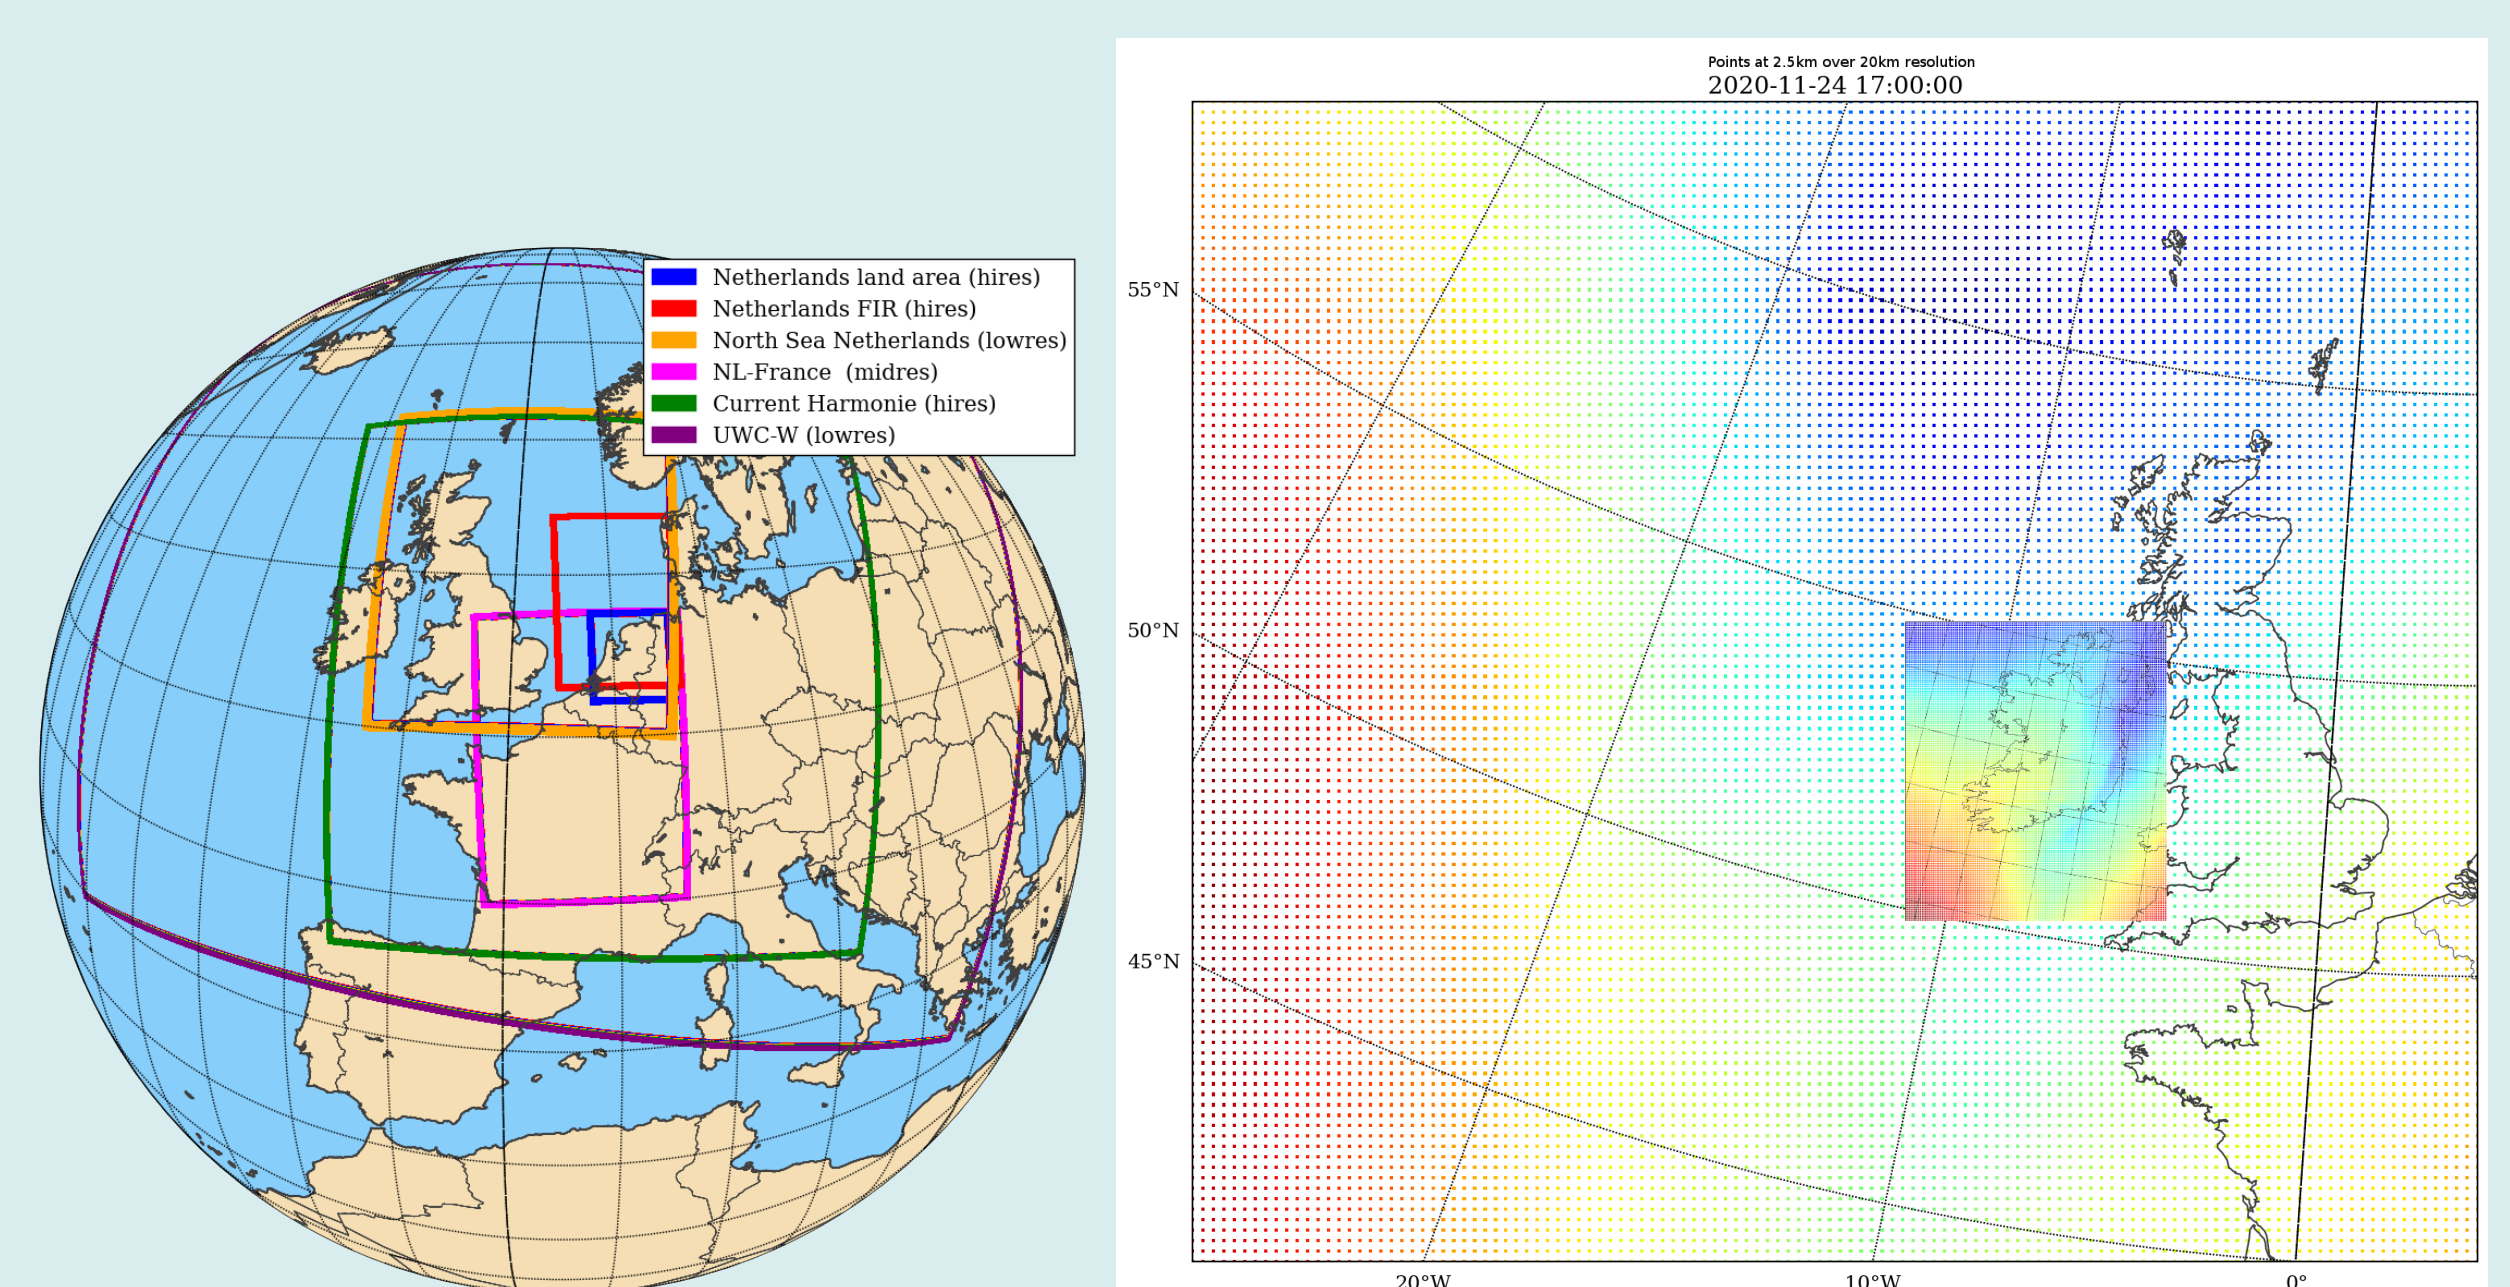 Netherlands land area (hires)
Netherlands FIR (hires)
North Sea Netherlands (lowres)
NL-France (midres)
Current Harmonie (hires)
UWC-W (lowres)
Points at 2.5km over 20km resolution
2020-11-24 17:00:00
55°N
50°N
45°N
20°W 10°W 0°